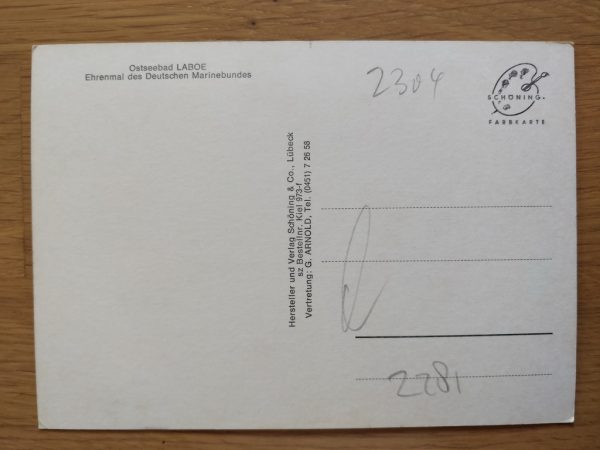 Ostseebad LABOE
Ehrenmal des Deutschen Marinebundes
2304
SCHÖNING
FARBKARTE
Hersteller und Verlag Schöning & Co., Lübeck
sz Bestellnr. Kiel 973-f
Vertretung: G. ARNOLD, Tel. (0451) 7 26 58
2281